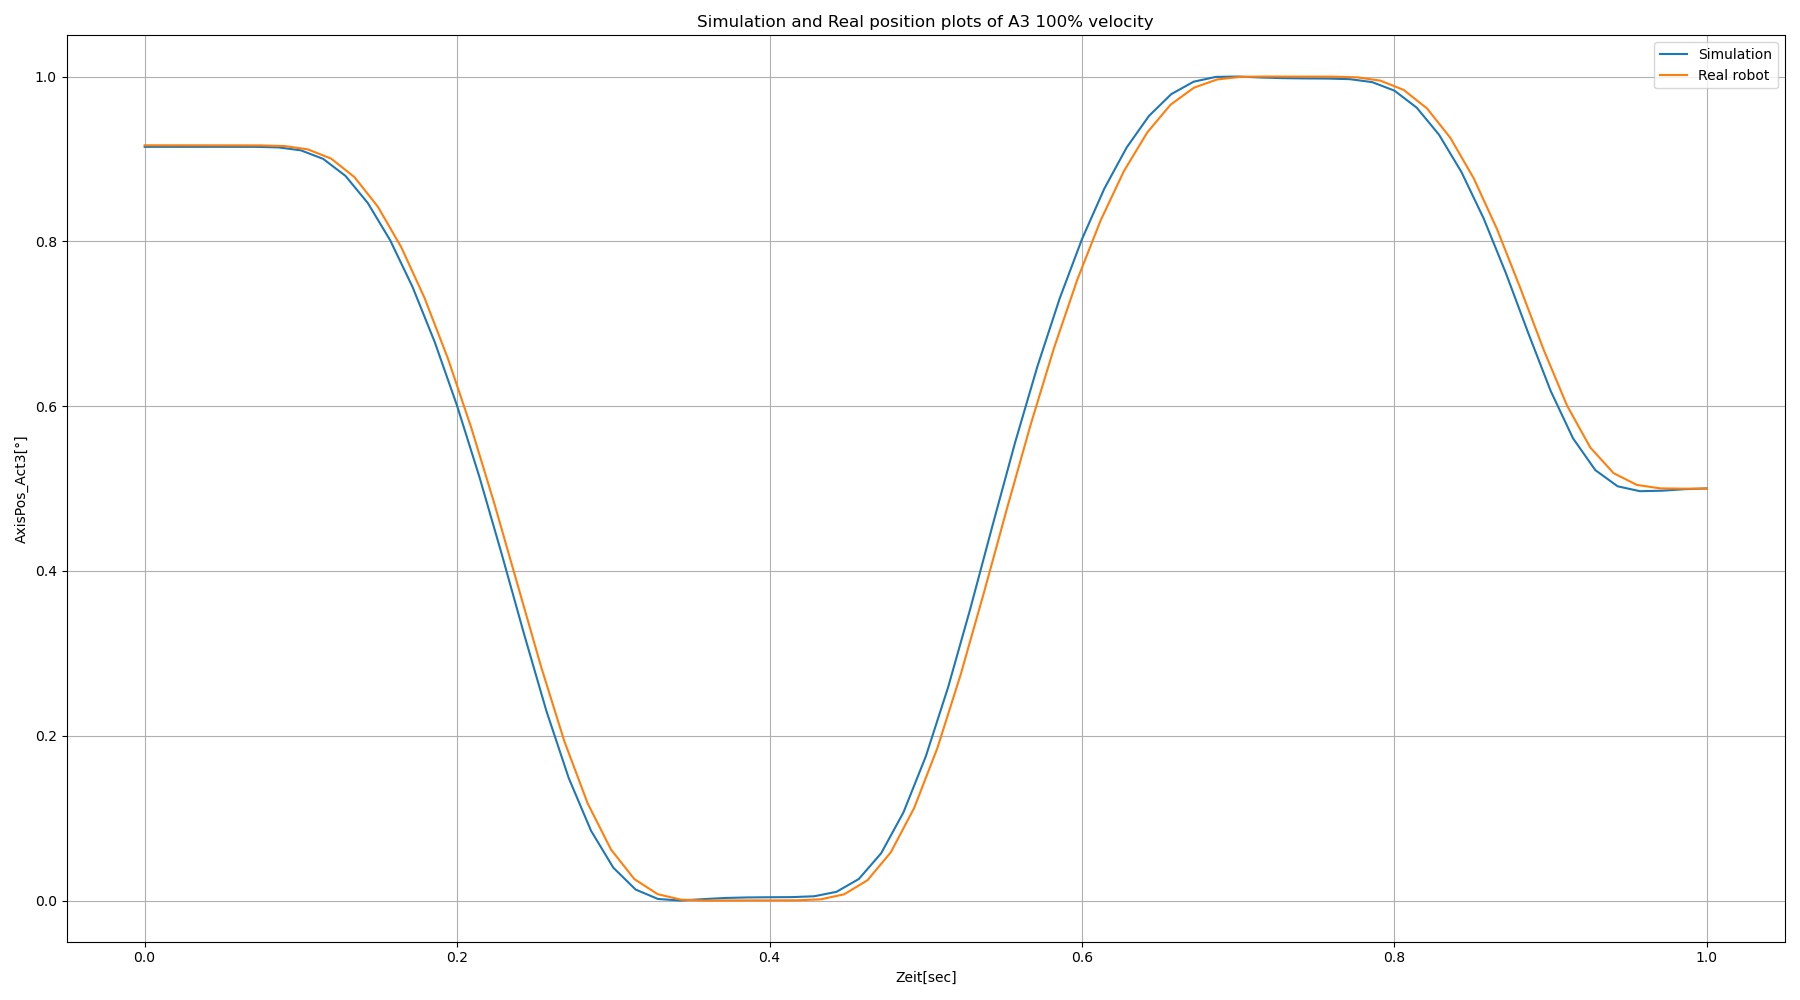 Simulation and Real position plots of A3 100% velocity
Simulation
Real robot
1.0
0.8
0.6
0.4
0.2
0.0
AxisPos_Act3[°]
0.0 0.2 0.4 0.6 0.8 1.0
Zeit[sec]